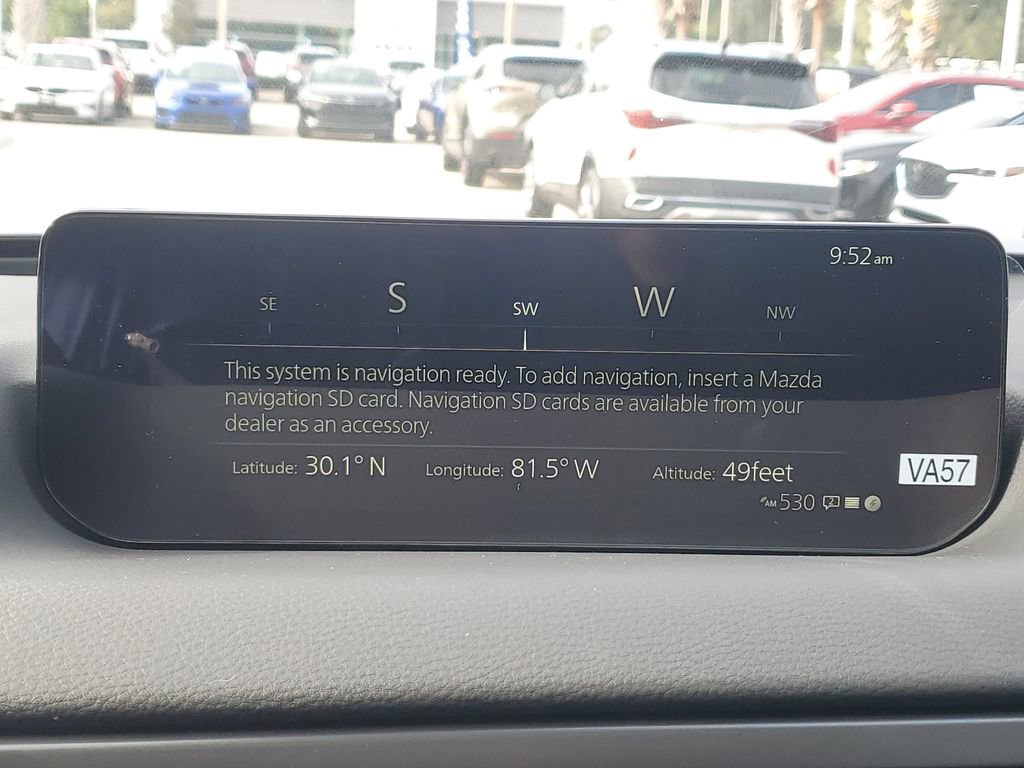 9:52am
SE S SW W NW
This system is navigation ready. To add navigation, insert a Mazda
navigation SD card. Navigation SD cards are available from your
dealer as an accessory.
Latitude: 30.1° N Longitude: 81.5° W Altitude: 49feet
VA57
AM 530 2